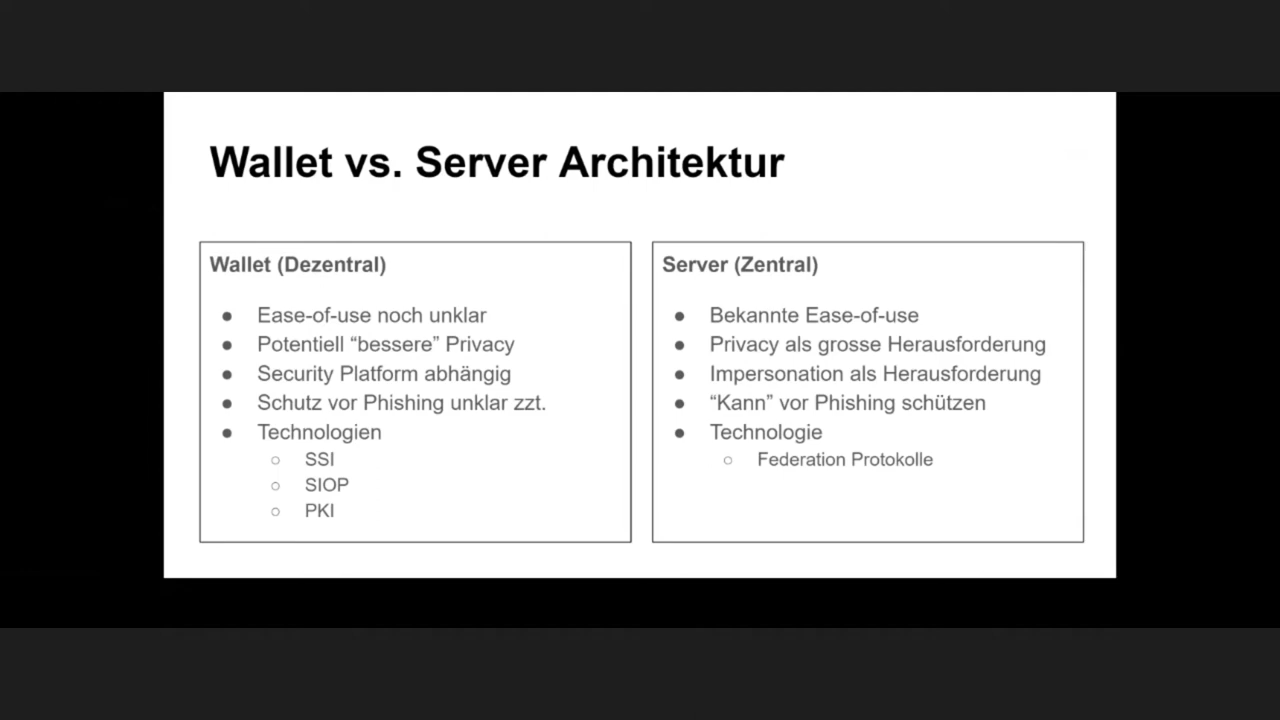 Wallet vs. Server Architektur
Wallet (Dezentral)
● Ease-of-use noch unklar
● Potentiell “bessere” Privacy
● Security Platform abhängig
● Schutz vor Phishing unklar zzt.
● Technologien
○ SSI
○ SIOP
○ PKI
Server (Zentral)
● Bekannte Ease-of-use
● Privacy als grosse Herausforderung
● Impersonation als Herausforderung
● “Kann” vor Phishing schützen
● Technologie
○ Federation Protokolle